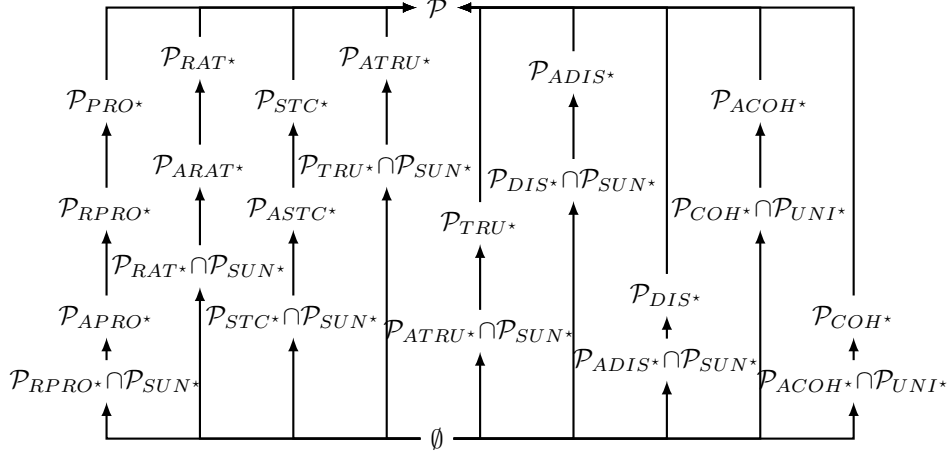 𝒫
𝒫_{RAT⋆} 𝒫_{ATRU⋆}
𝒫_{ADIS⋆}
𝒫_{PRO⋆} 𝒫_{STC⋆} 𝒫_{ACOH⋆}
𝒫_{ARAT⋆} 𝒫_{TRU⋆}∩𝒫_{SUN⋆}
𝒫_{DIS⋆}∩𝒫_{SUN⋆}
𝒫_{RPRO⋆} 𝒫_{ASTC⋆} 𝒫_{COH⋆}∩𝒫_{UNI⋆}
𝒫_{TRU⋆}
𝒫_{RAT⋆}∩𝒫_{SUN⋆}
𝒫_{DIS⋆}
𝒫_{APRO⋆} 𝒫_{STC⋆}∩𝒫_{SUN⋆} 𝒫_{COH⋆}
𝒫_{ATRU⋆}∩𝒫_{SUN⋆}
𝒫_{ADIS⋆}∩𝒫_{SUN⋆}
𝒫_{RPRO⋆}∩𝒫_{SUN⋆} 𝒫_{ACOH⋆}∩𝒫_{UNI⋆}
∅